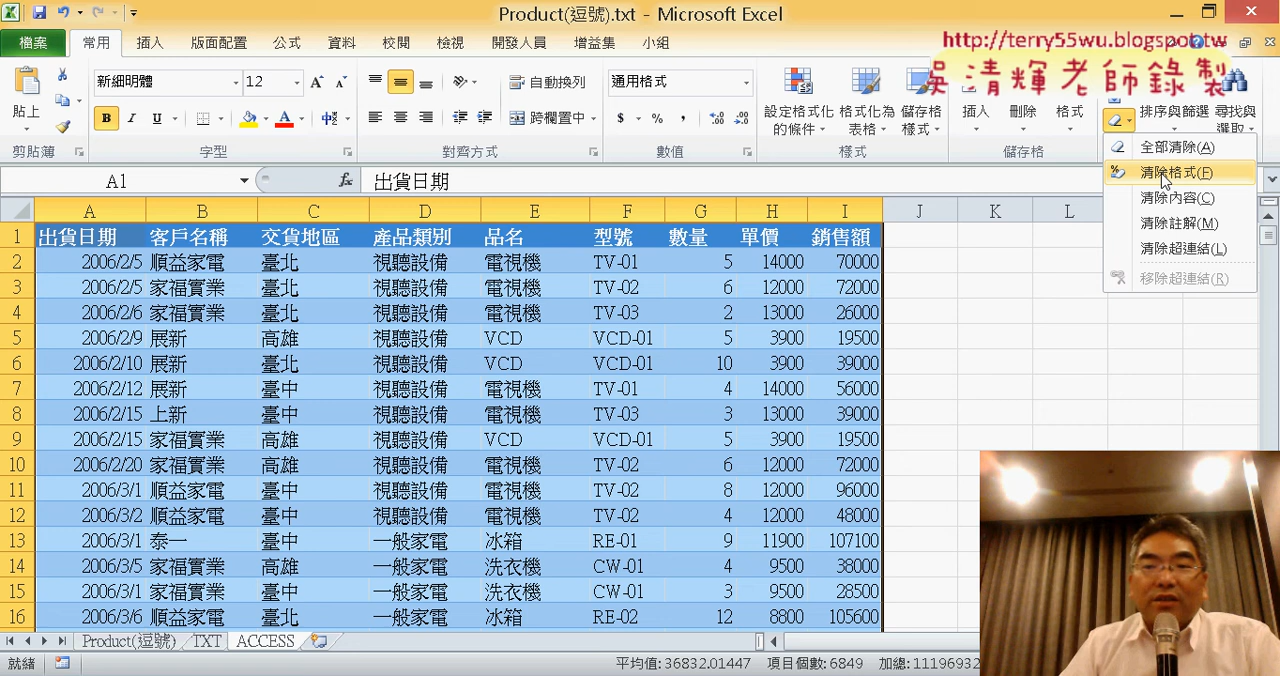 Product(逗號).txt - Microsoft Excel
檔案 常用 插入 版面配置 公式 資料 校閱 檢視 開發人員 增益集 小組
http://terry55wu.blogspot.tw
吳清輝老師錄製
貼上 新細明體 12 自動換列 通用格式 設定格式化的條件 格式化為表格 儲存格樣式 插入 刪除 格式 排序與篩選 尋找與選取
B I U 跨欄置中 $ % ,
剪貼簿 字型 對齊方式 數值 樣式 儲存格
全部清除(A)
清除格式(F)
清除內容(C)
清除註解(M)
清除超連結(L)
移除超連結(R)
A1 fx 出貨日期
A B C D E F G H I J K L
1 出貨日期 客戶名稱 交貨地區 產品類別 品名 型號 數量 單價 銷售額
2 2006/2/5 順益家電 臺北 視聽設備 電視機 TV-01 5 14000 70000
3 2006/2/5 家福實業 臺北 視聽設備 電視機 TV-02 6 12000 72000
4 2006/2/6 家福實業 臺北 視聽設備 電視機 TV-03 2 13000 26000
5 2006/2/9 展新 高雄 視聽設備 VCD VCD-01 5 3900 19500
6 2006/2/10 展新 臺北 視聽設備 VCD VCD-01 10 3900 39000
7 2006/2/12 展新 臺中 視聽設備 電視機 TV-01 4 14000 56000
8 2006/2/15 上新 臺中 視聽設備 電視機 TV-03 3 13000 39000
9 2006/2/15 家福實業 高雄 視聽設備 VCD VCD-01 5 3900 19500
10 2006/2/20 家福實業 高雄 視聽設備 電視機 TV-02 6 12000 72000
11 2006/3/1 順益家電 臺中 視聽設備 電視機 TV-02 8 12000 96000
12 2006/3/2 順益家電 臺中 視聽設備 電視機 TV-02 4 12000 48000
13 2006/3/1 泰一 臺中 一般家電 冰箱 RE-01 9 11900 107100
14 2006/3/5 家福實業 高雄 一般家電 洗衣機 CW-01 4 9500 38000
15 2006/3/1 家福實業 臺中 一般家電 洗衣機 CW-01 3 9500 28500
16 2006/3/6 順益家電 臺北 一般家電 冰箱 RE-02 12 8800 105600
Product(逗號) TXT ACCESS
就緒 平均值: 36832.01447 項目個數: 6849 加總: 11196932